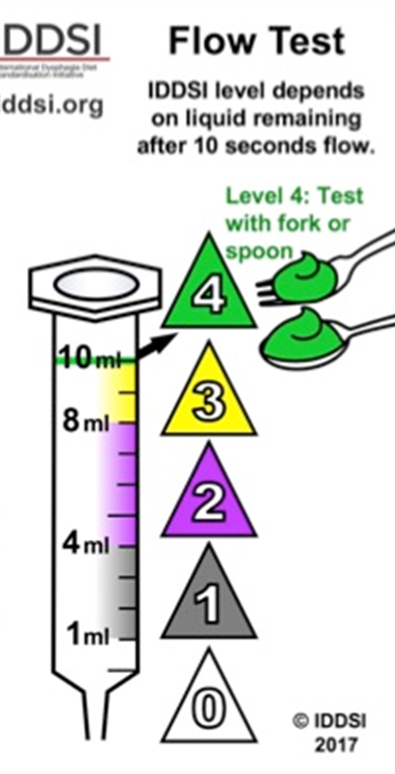 DDSI
International Dysphagia Diet
Standardisation Initiative
iddsi.org
Flow Test
IDDSI level depends
on liquid remaining
after 10 seconds flow.
Level 4: Test
with fork or
spoon
4
10ml
3
8ml
2
4ml
1
1ml
0
© IDDSI
2017